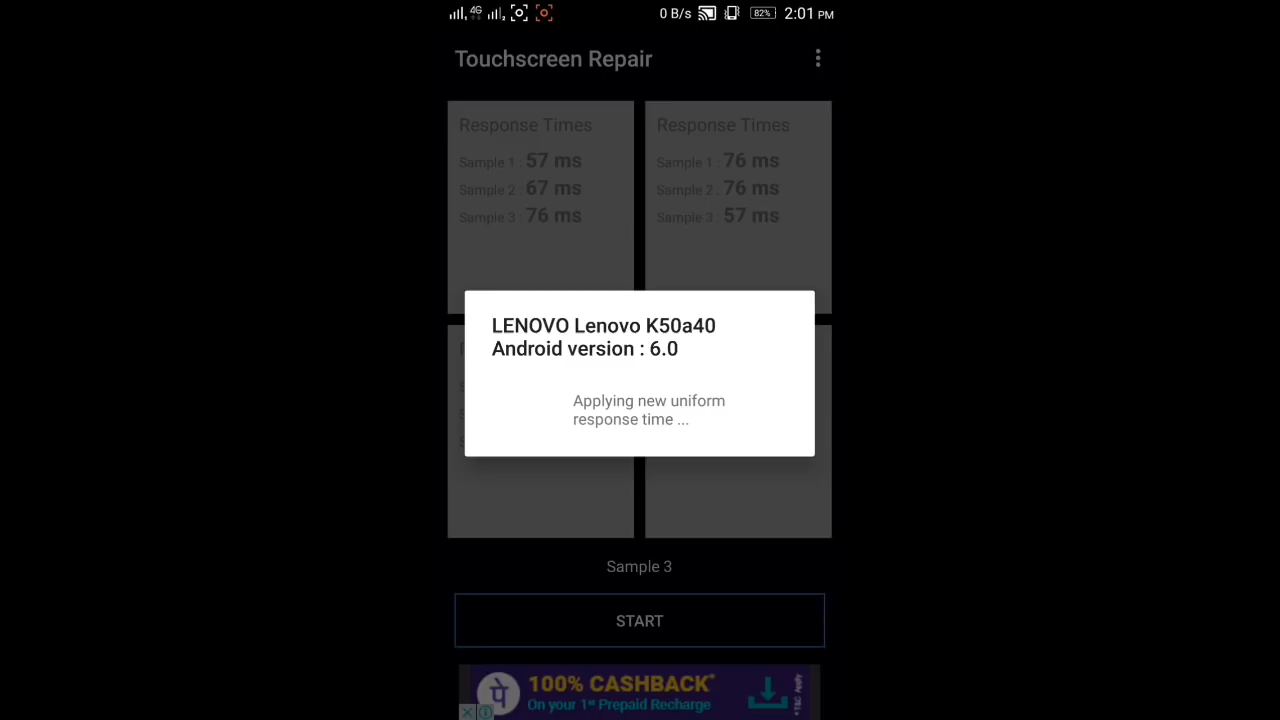 4G 2 0 B/s 82% 2:01 PM
Touchscreen Repair
Response Times
Sample 1 : 57 ms
Sample 2 : 67 ms
Sample 3 : 76 ms
Response Times
Sample 1 : 76 ms
Sample 2 : 76 ms
Sample 3 : 57 ms
LENOVO Lenovo K50a40
Android version : 6.0
Applying new uniform
response time ...
Sample 3
START
पे
100% CASHBACK*
On your 1st Prepaid Recharge
*T&C Apply